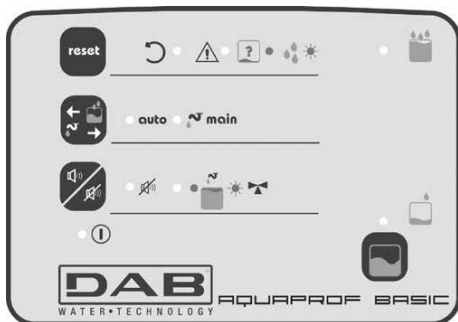 reset
?
auto main
DAB
WATER•TECHNOLOGY
AQUAPROF BASIC